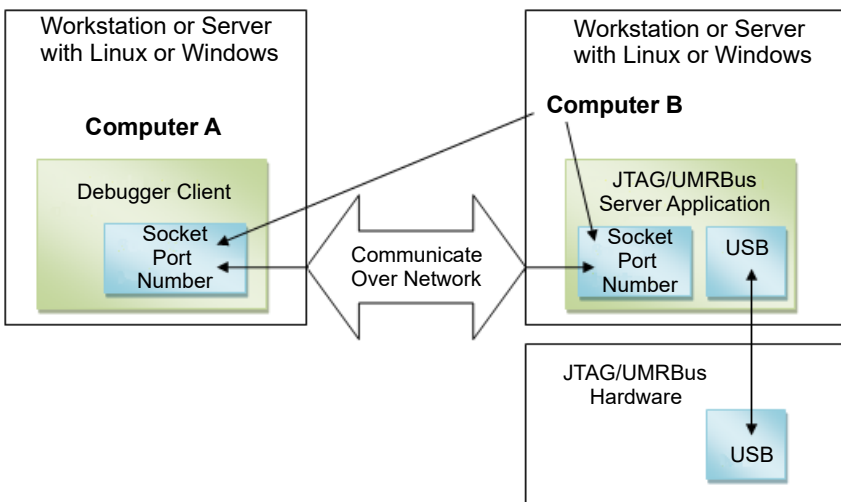 Workstation or Server
with Linux or Windows
Computer A
Debugger Client
Socket
Port
Number
Communicate
Over Network
Workstation or Server
with Linux or Windows
Computer B
JTAG/UMRBus
Server Application
Socket
Port
Number
USB
JTAG/UMRBus
Hardware
USB